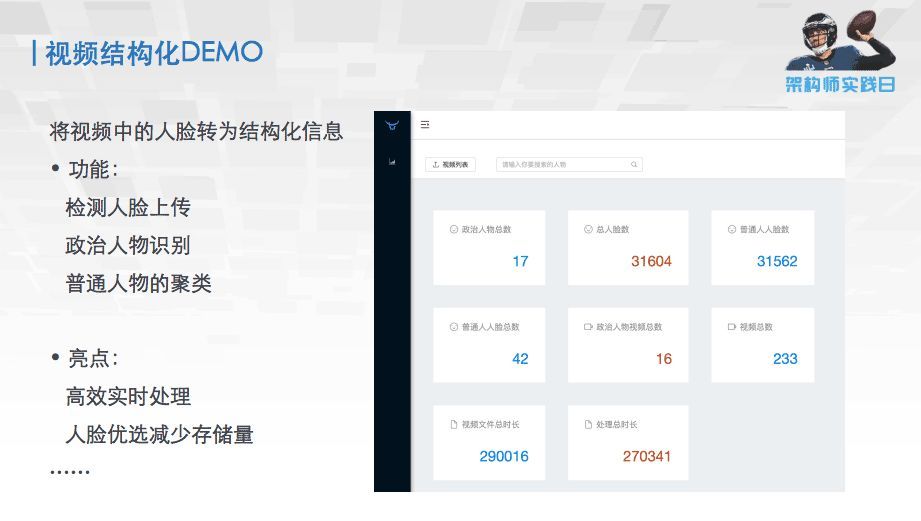 视频结构化DEMO
架构师实践日
将视频中的人脸转为结构化信息
• 功能：
检测人脸上传
政治人物识别
普通人物的聚类
• 亮点：
高效实时处理
人脸优选减少存储量
……
视频列表
请输入你要搜索的人物
政治人物总数
17
总人脸数
31604
普通人人脸数
31562
普通人人脸总数
42
政治人物视频总数
16
视频总数
233
视频文件总时长
290016
处理总时长
270341